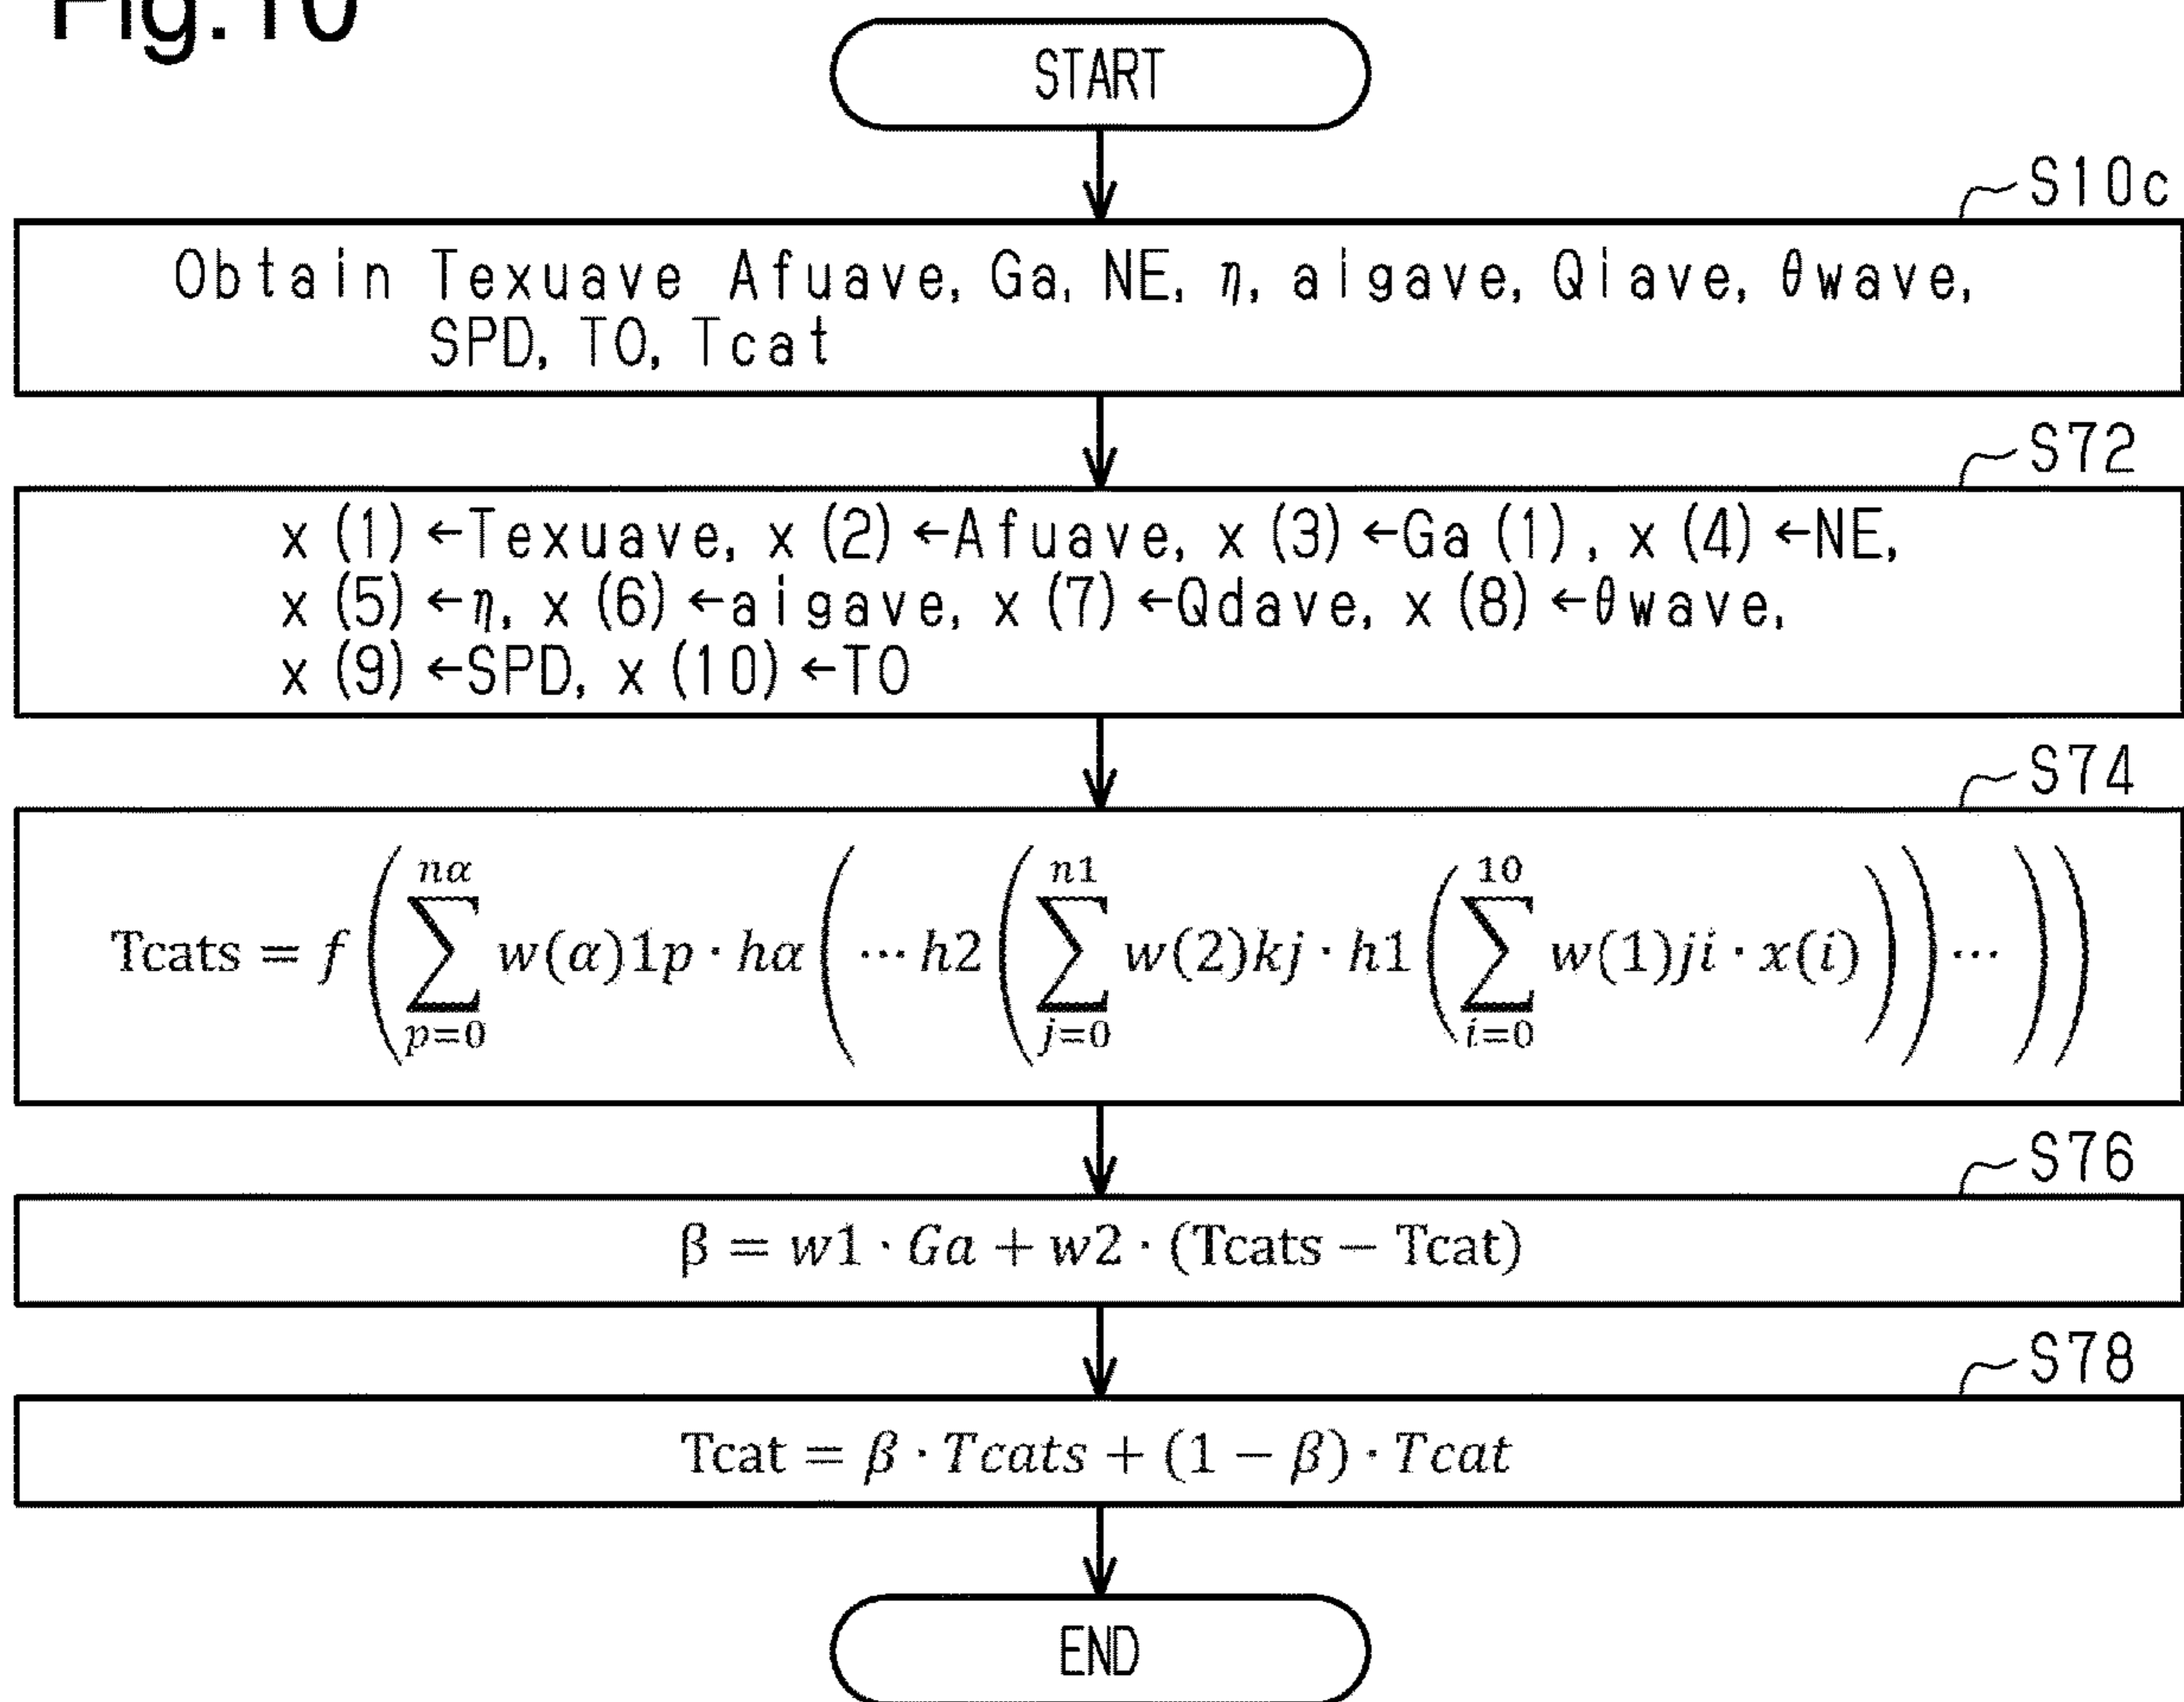 Fig.10
START
S10c
Obtain Texuave Afuave, Ga, NE, η, aigave, Qiave, θwave,
SPD, TO, Tcat
S72
x(1)←Texuave, x(2)←Afuave, x(3)←Ga(1), x(4)←NE,
x(5)←η, x(6)←aigave, x(7)←Qdave, x(8)←θwave,
x(9)←SPD, x(10)←TO
S74
Tcats = f(∑_{p=0}^{nα} w(α)1p · hα(⋯h2(∑_{j=0}^{n1} w(2)kj · h1(∑_{i=0}^{10} w(1)ji · x(i)))⋯))
S76
β = w1 · Ga + w2 · (Tcats − Tcat)
S78
Tcat = β · Tcats + (1 − β) · Tcat
END